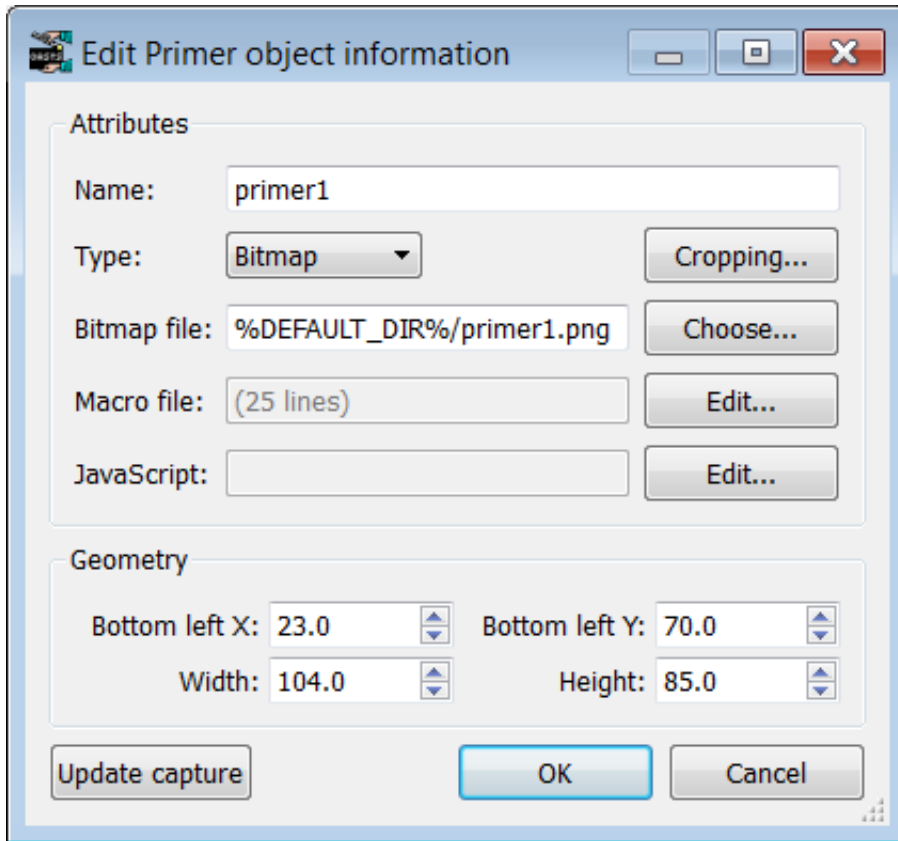 Edit Primer object information
Attributes
Name: primer1
Type: Bitmap Cropping...
Bitmap file: %DEFAULT_DIR%/primer1.png Choose...
Macro file: (25 lines) Edit...
JavaScript: Edit...
Geometry
Bottom left X: 23.0 Bottom left Y: 70.0
Width: 104.0 Height: 85.0
Update capture OK Cancel